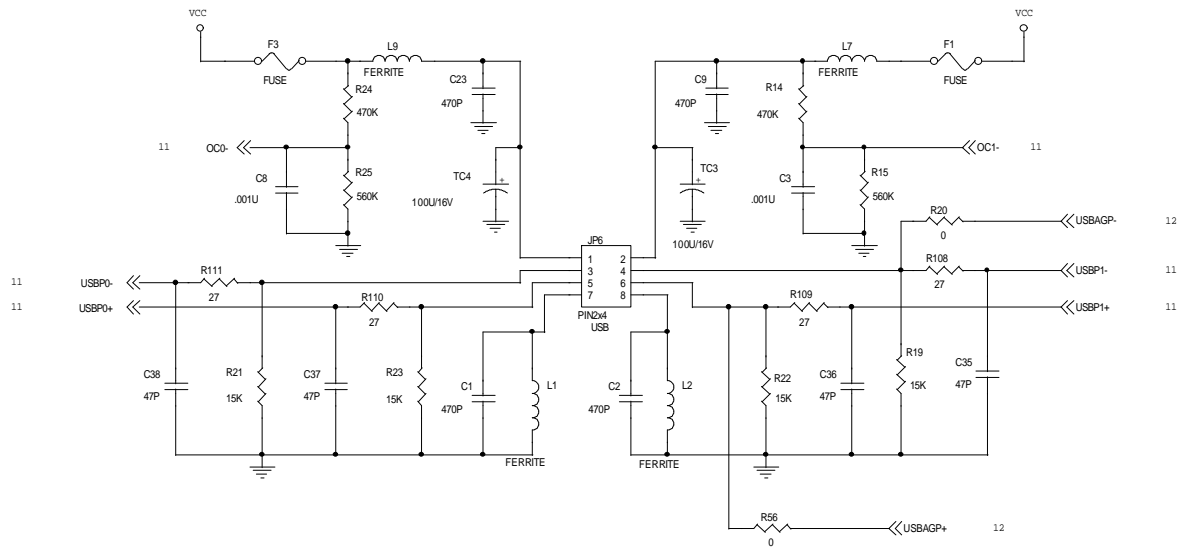 VCC
VCC
F3
FUSE
L9
FERRITE
L7
FERRITE
F1
FUSE
R24
470K
C23
470P
C9
470P
R14
470K
11
OC0-
OC1-
11
C8
.001U
R25
560K
TC4
100U/16V
TC3
100U/16V
C3
.001U
R15
560K
R20
0
USBAGP-
12
JP6
1
2
3
4
5
6
7
8
PIN2x4
USB
11
USBP0-
R111
27
R108
27
USBP1-
11
11
USBP0+
R110
27
R109
27
USBP1+
11
C38
47P
R21
15K
C37
47P
R23
15K
C1
470P
L1
FERRITE
C2
470P
L2
FERRITE
R22
15K
C36
47P
R19
15K
C35
47P
R56
0
USBAGP+
12